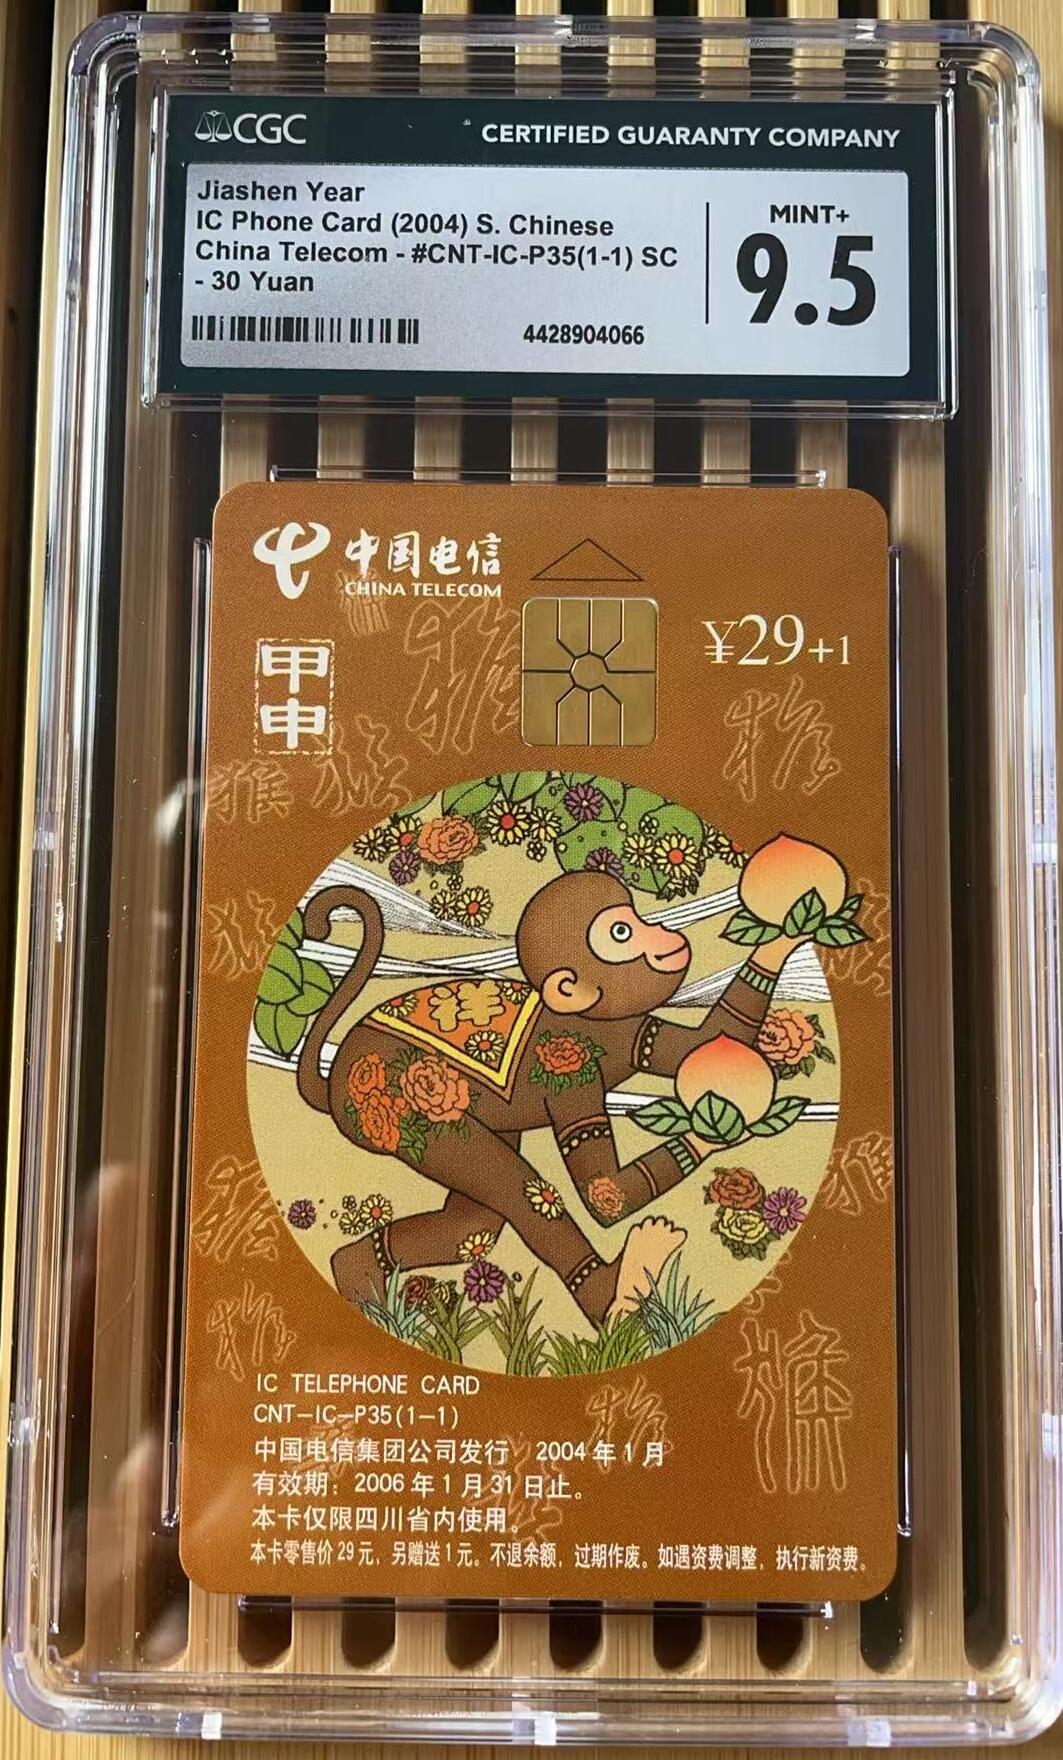 CGC
CERTIFIED GUARANTY COMPANY
Jiashen Year
IC Phone Card (2004) S. Chinese
China Telecom - #CNT-IC-P35(1-1) SC
- 30 Yuan
4428904066
MINT+
9.5
中国电信
CHINA TELECOM
¥29+1
甲
申
猴
祥
IC TELEPHONE CARD
CNT-IC-P35(1-1)
中国电信集团公司发行 2004年1月
有效期：2006年1月31日止。
本卡仅限四川省内使用。
本卡零售价29元，另赠送1元。不退余额，过期作废。如遇资费调整，执行新资费。